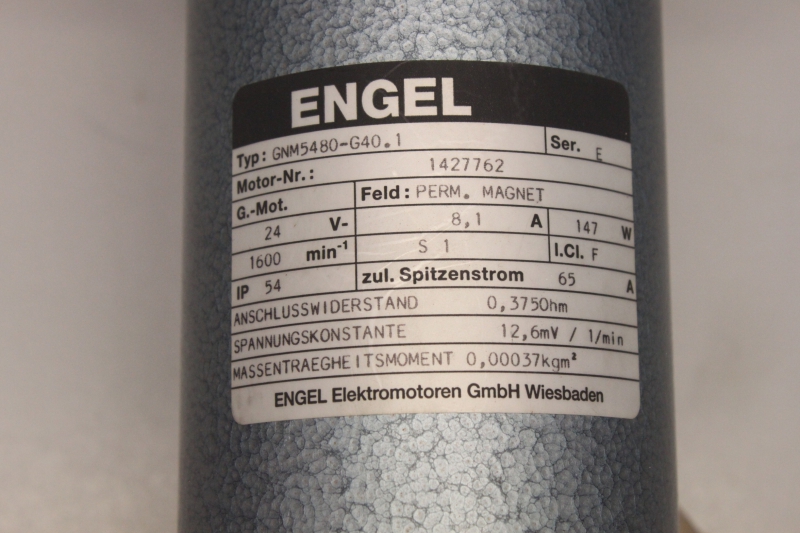 ENGEL
Typ: GNM5480-G40.1 Ser. E
Motor-Nr.: 1427762
G.-Mot. Feld: PERM. MAGNET
24 V- 8,1 A 147 W
1600 min-1 S 1 I.Cl. F
IP 54 zul. Spitzenstrom 65 A
ANSCHLUSSWIDERSTAND 0,375Ohm
SPANNUNGSKONSTANTE 12,6mV / 1/min
MASSENTRAEGHEITSMOMENT 0,00037kgm²
ENGEL Elektromotoren GmbH Wiesbaden